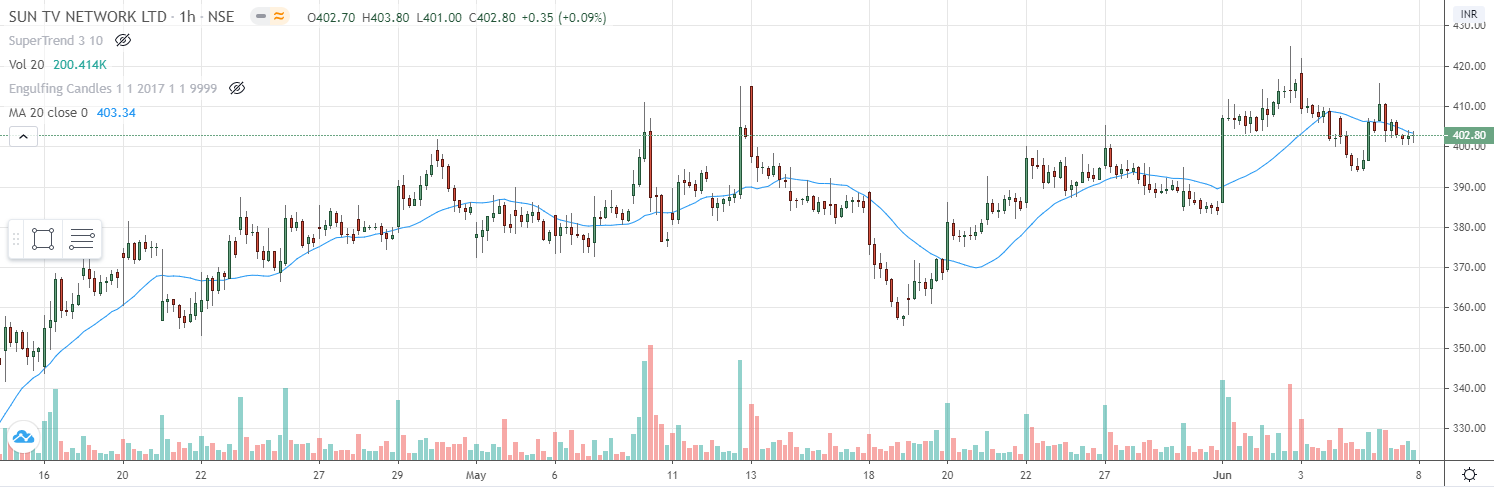 SUN TV NETWORK LTD · 1h · NSE O402.70 H403.80 L401.00 C402.80 +0.35 (+0.09%)
SuperTrend 3 10
Vol 20 200.414K
Engulfing Candles 1 1 2017 1 1 9999
MA 20 close 0 403.34
INR
430.00
420.00
410.00
402.80
400.00
390.00
380.00
370.00
360.00
350.00
340.00
330.00
16 20 22 27 29 May 6 11 13 18 20 22 27 Jun 3 8